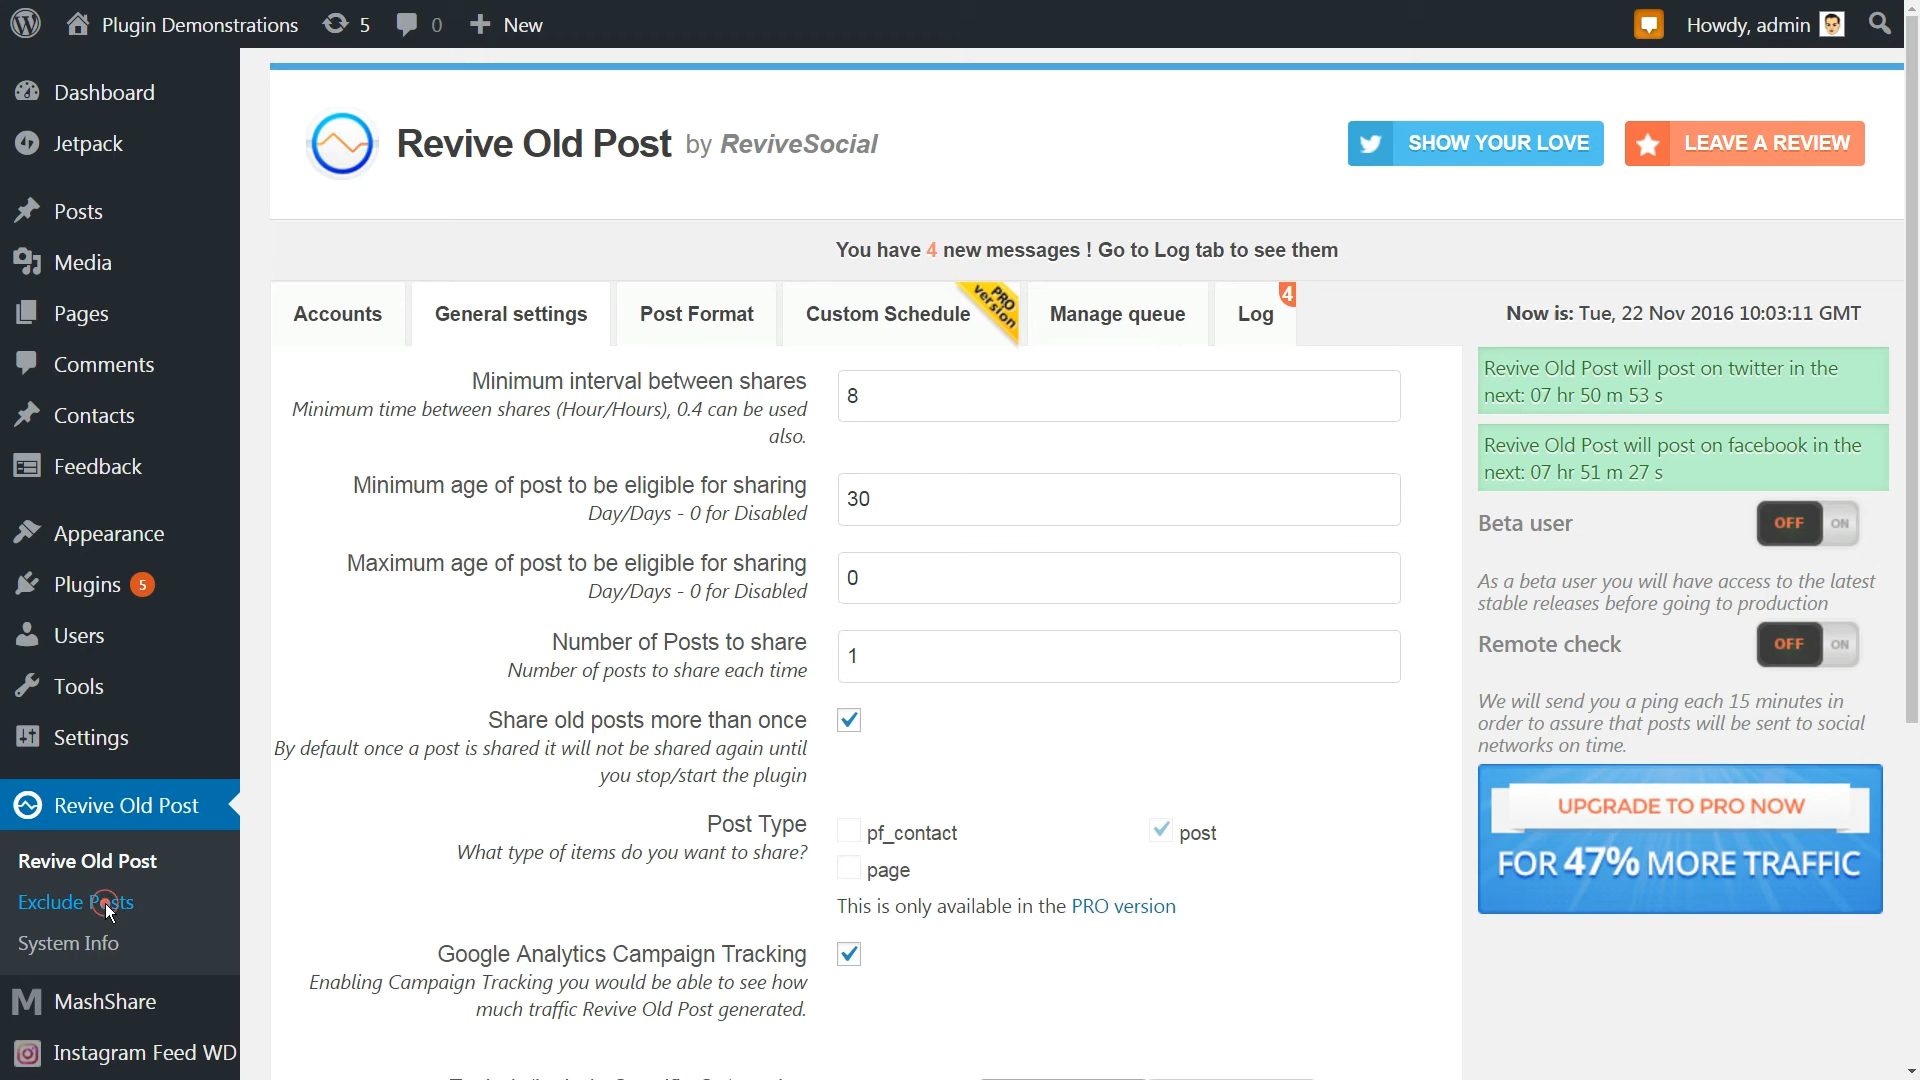 Plugin Demonstrations 5 0 New Howdy, admin
Dashboard
Jetpack
Posts
Media
Pages
Comments
Contacts
Feedback
Appearance
Plugins 5
Users
Tools
Settings
Revive Old Post
Revive Old Post
Exclude Posts
System Info
MashShare
Instagram Feed WD
Revive Old Post by ReviveSocial
SHOW YOUR LOVE
LEAVE A REVIEW
You have 4 new messages ! Go to Log tab to see them
Accounts
General settings
Post Format
Custom Schedule
PRO
version
Manage queue
Log
4
Now is: Tue, 22 Nov 2016 10:03:11 GMT
Minimum interval between shares
Minimum time between shares (Hour/Hours), 0.4 can be used
also.
8
Minimum age of post to be eligible for sharing
Day/Days - 0 for Disabled
30
Maximum age of post to be eligible for sharing
Day/Days - 0 for Disabled
0
Number of Posts to share
Number of posts to share each time
1
Share old posts more than once
By default once a post is shared it will not be shared again until
you stop/start the plugin
Post Type
What type of items do you want to share?
pf_contact
post
page
This is only available in the PRO version
Google Analytics Campaign Tracking
Enabling Campaign Tracking you would be able to see how
much traffic Revive Old Post generated.
Revive Old Post will post on twitter in the
next: 07 hr 50 m 53 s
Revive Old Post will post on facebook in the
next: 07 hr 51 m 27 s
Beta user
OFF ON
As a beta user you will have access to the latest
stable releases before going to production
Remote check
OFF ON
We will send you a ping each 15 minutes in
order to assure that posts will be sent to social
networks on time.
UPGRADE TO PRO NOW
FOR 47% MORE TRAFFIC